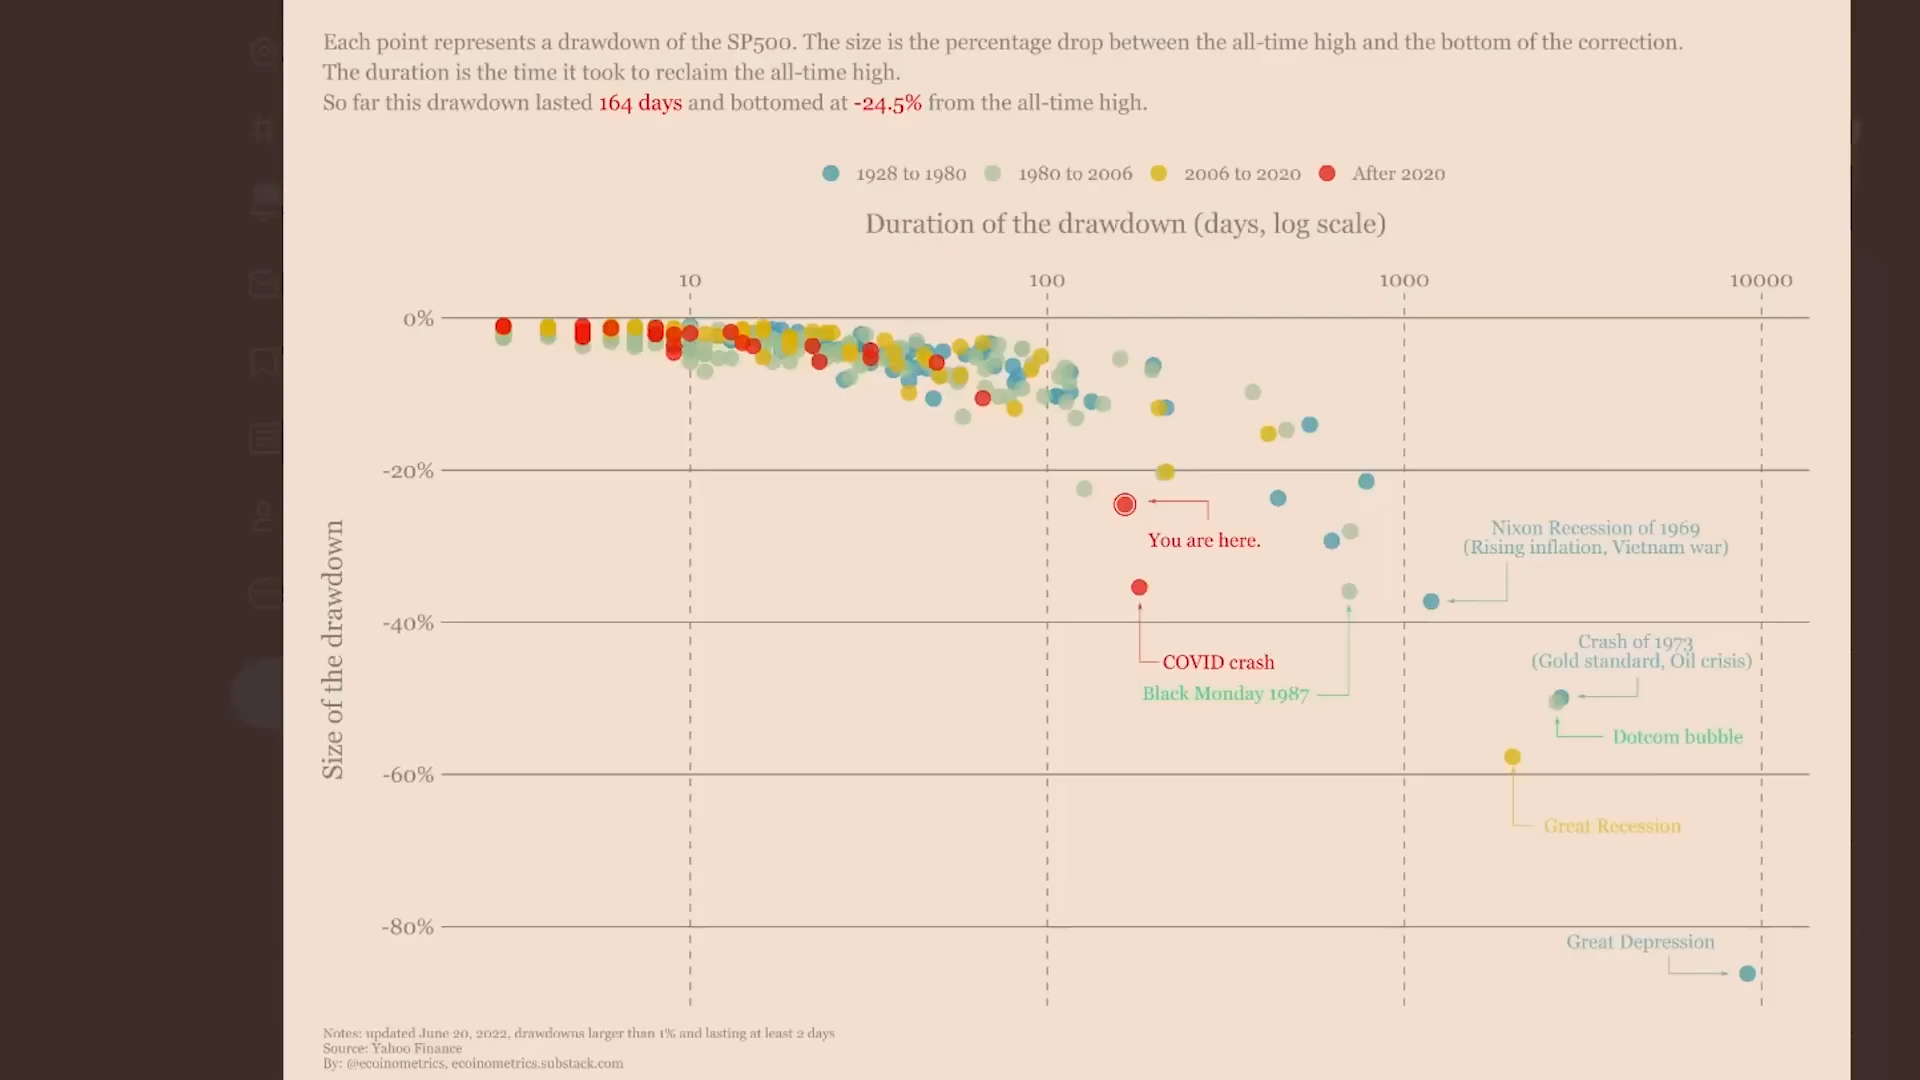 Each point represents a drawdown of the SP500. The size is the percentage drop between the all-time high and the bottom of the correction.
The duration is the time it took to reclaim the all-time high.
So far this drawdown lasted 164 days and bottomed at -24.5% from the all-time high.
1928 to 1980 1980 to 2006 2006 to 2020 After 2020
Duration of the drawdown (days, log scale)
10 100 1000 10000
0%
-20%
-40%
-60%
-80%
Size of the drawdown
You are here.
Nixon Recession of 1969
(Rising inflation, Vietnam war)
COVID crash
Black Monday 1987
Crash of 1973
(Gold standard, Oil crisis)
Dotcom bubble
Great Recession
Great Depression
Notes: updated June 20, 2022, drawdowns larger than 1% and lasting at least 2 days
Source: Yahoo Finance
By: @ecoinometrics, ecoinometrics.substack.com